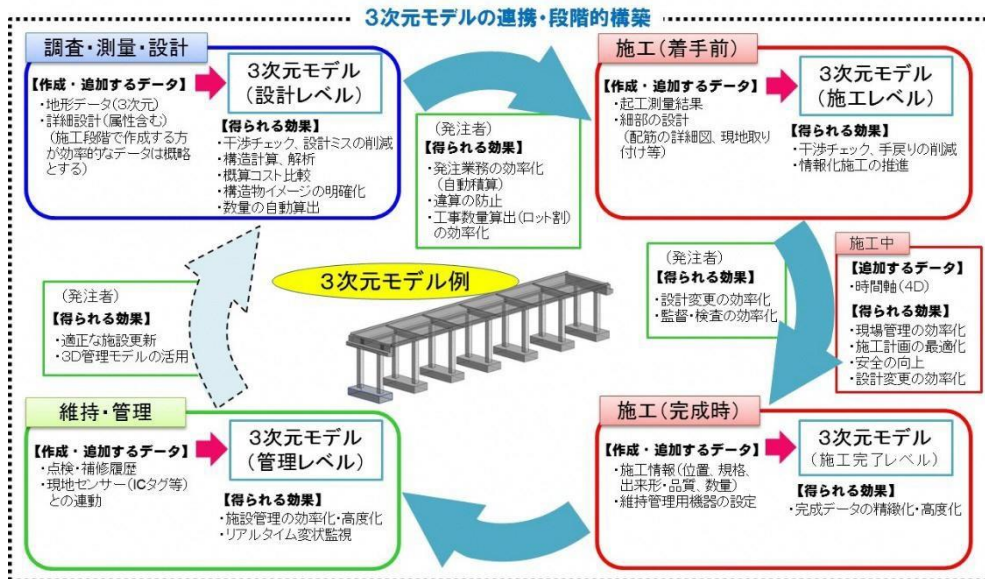 3次元モデルの連携・段階的構築
調査・測量・設計
【作成・追加するデータ】
・地形データ(3次元)
・詳細設計(属性含む)
(施工段階で作成する方
が効率的なデータは概略
とする)
3次元モデル
(設計レベル)
【得られる効果】
・干渉チェック、設計ミスの削減
・構造計算、解析
・概算コスト比較
・構造物イメージの明確化
・数量の自動算出
(発注者)
【得られる効果】
・発注業務の効率化
(自動積算)
・違算の防止
・工事数量算出(ロット割)
の効率化
施工(着手前)
【作成・追加するデータ】
・起工測量結果
・細部の設計
(配筋の詳細図、現地取り
付け等)
3次元モデル
(施工レベル)
【得られる効果】
・干渉チェック、手戻りの削減
・情報化施工の推進
(発注者)
【得られる効果】
・設計変更の効率化
・監督・検査の効率化
施工中
【追加するデータ】
・時間軸(4D)
【得られる効果】
・現場管理の効率化
・施工計画の最適化
・安全の向上
・設計変更の効率化
3次元モデル例
(発注者)
【得られる効果】
・適正な施設更新
・3D管理モデルの活用
維持・管理
【作成・追加するデータ】
・点検・補修履歴
・現地センサー(ICタグ等)
との連動
3次元モデル
(管理レベル)
【得られる効果】
・施設管理の効率化・高度化
・リアルタイム変状監視
施工(完成時)
【作成・追加するデータ】
・施工情報(位置、規格、
出来形・品質、数量)
・維持管理用機器の設定
3次元モデル
(施工完了レベル)
【得られる効果】
・完成データの精緻化・高度化